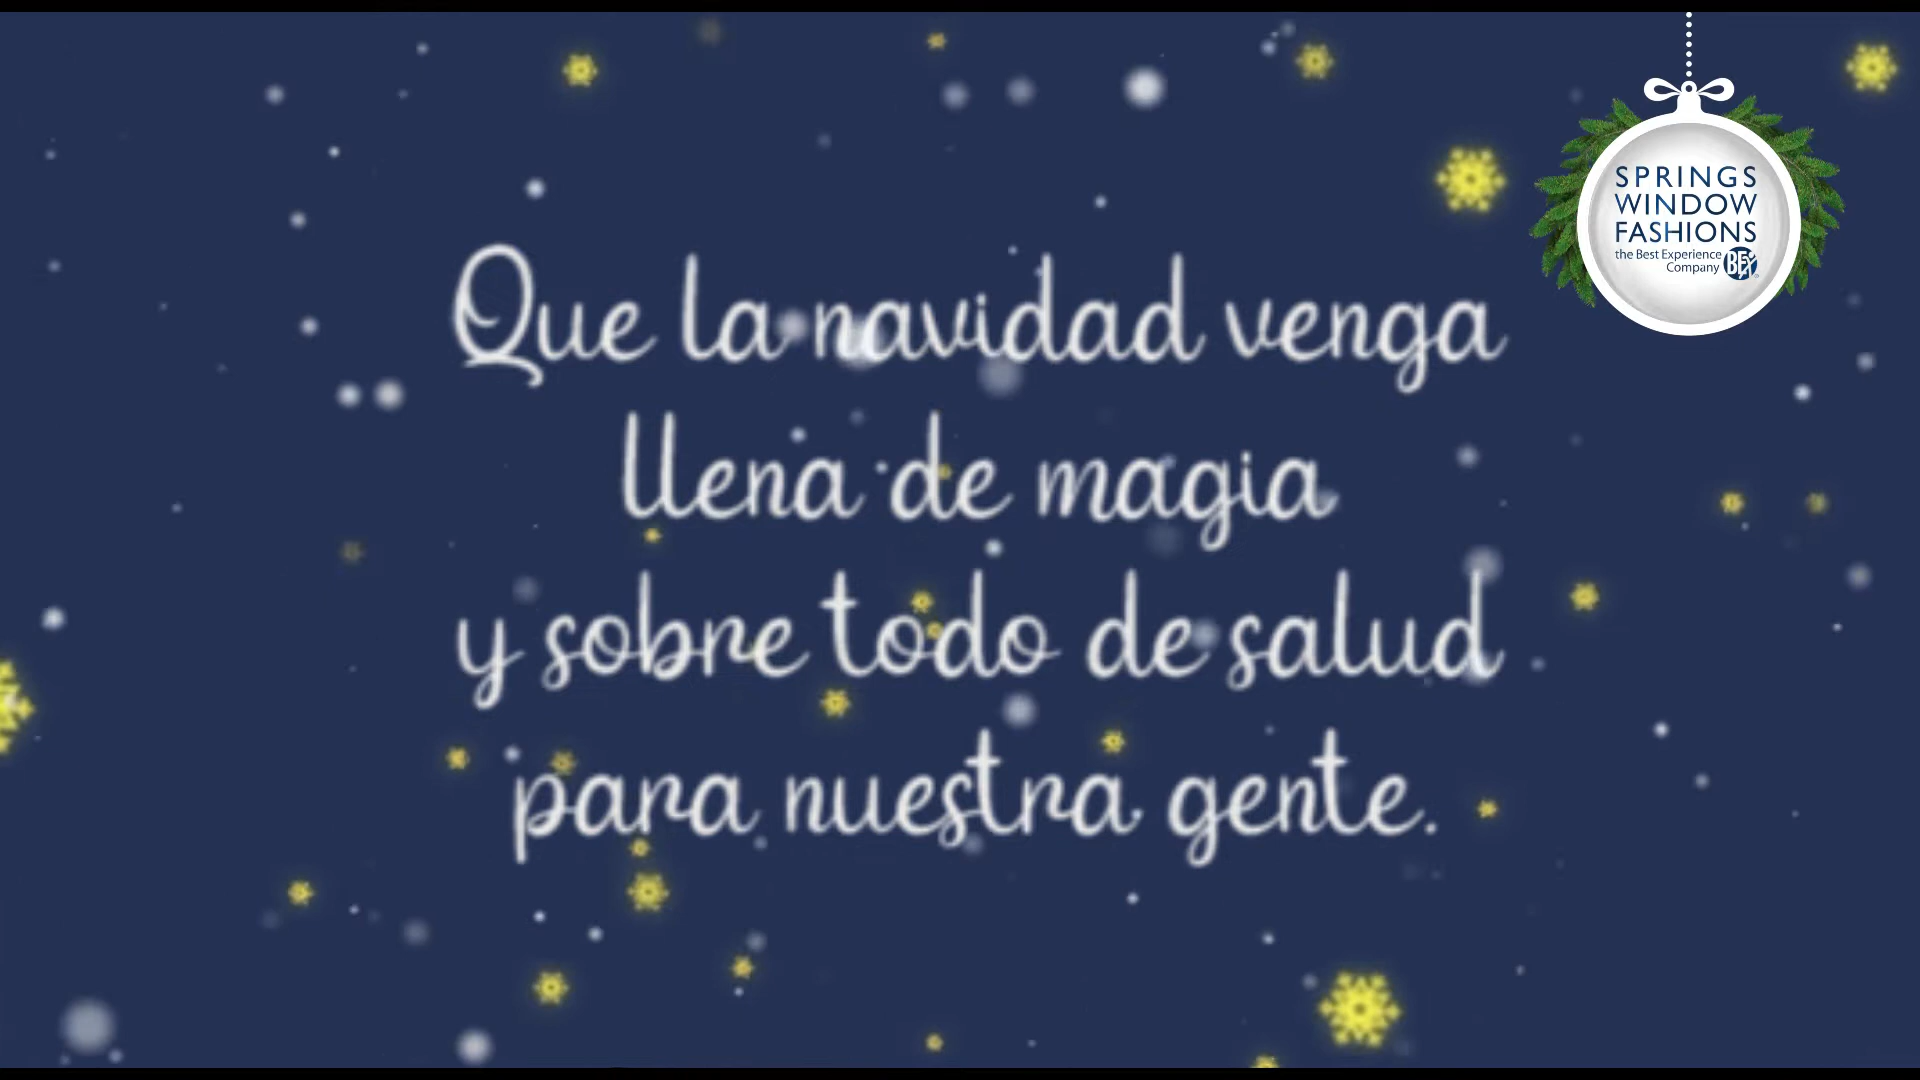 Que la navidad venga
llena de magia
y sobre todo de salud
para nuestra gente.
SPRINGS
WINDOW
FASHIONS
the Best Experience
Company
BEX